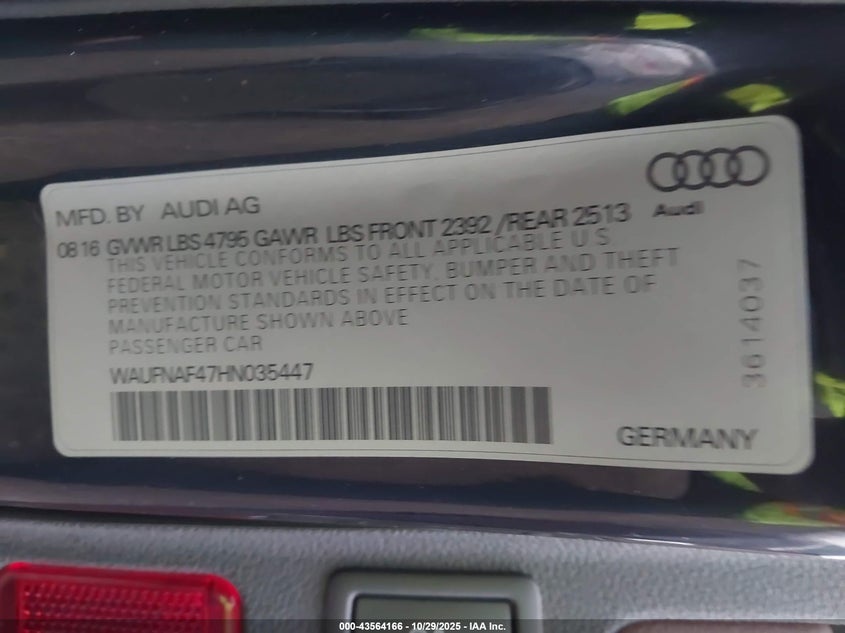 MFD. BY AUDI AG
Audi
08 16 GVWR LBS 4795 GAWR LBS FRONT 2392 / REAR 2513
THIS VEHICLE CONFORMS TO ALL APPLICABLE U.S.
FEDERAL MOTOR VEHICLE SAFETY, BUMPER AND THEFT
PREVENTION STANDARDS IN EFFECT ON THE DATE OF
MANUFACTURE SHOWN ABOVE
PASSENGER CAR
WAUFNAF47HN035447
3614037
GERMANY
000-43564166 - 10/29/2025 - IAA Inc.